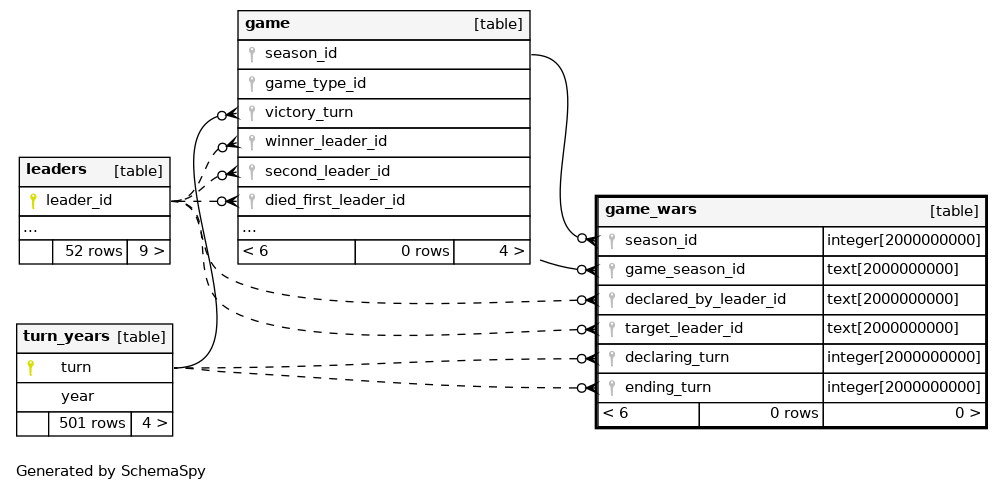 game [table]
season_id
game_type_id
victory_turn
winner_leader_id
second_leader_id
died_first_leader_id
...
< 6 0 rows 4 >
leaders [table]
leader_id
...
52 rows 9 >
game_wars [table]
season_id integer[2000000000]
game_season_id text[2000000000]
declared_by_leader_id text[2000000000]
target_leader_id text[2000000000]
declaring_turn integer[2000000000]
ending_turn integer[2000000000]
< 6 0 rows 0 >
turn_years [table]
turn
year
501 rows 4 >
Generated by SchemaSpy